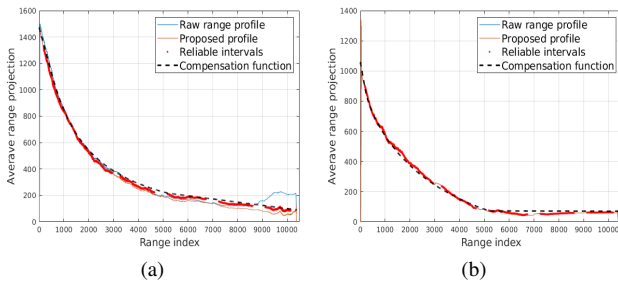 1600
1400
1200
1000
800
600
400
200
0
Averave range projection
0 1000 2000 3000 4000 5000 6000 7000 8000 9000 10000
Range index
Raw range profile
Proposed profile
Reliable intervals
Compensation function
(a)
1400
1200
1000
800
600
400
200
0
Averave range projection
0 1000 2000 3000 4000 5000 6000 7000 8000 9000 10000
Range index
Raw range profile
Proposed profile
Reliable intervals
Compensation function
(b)